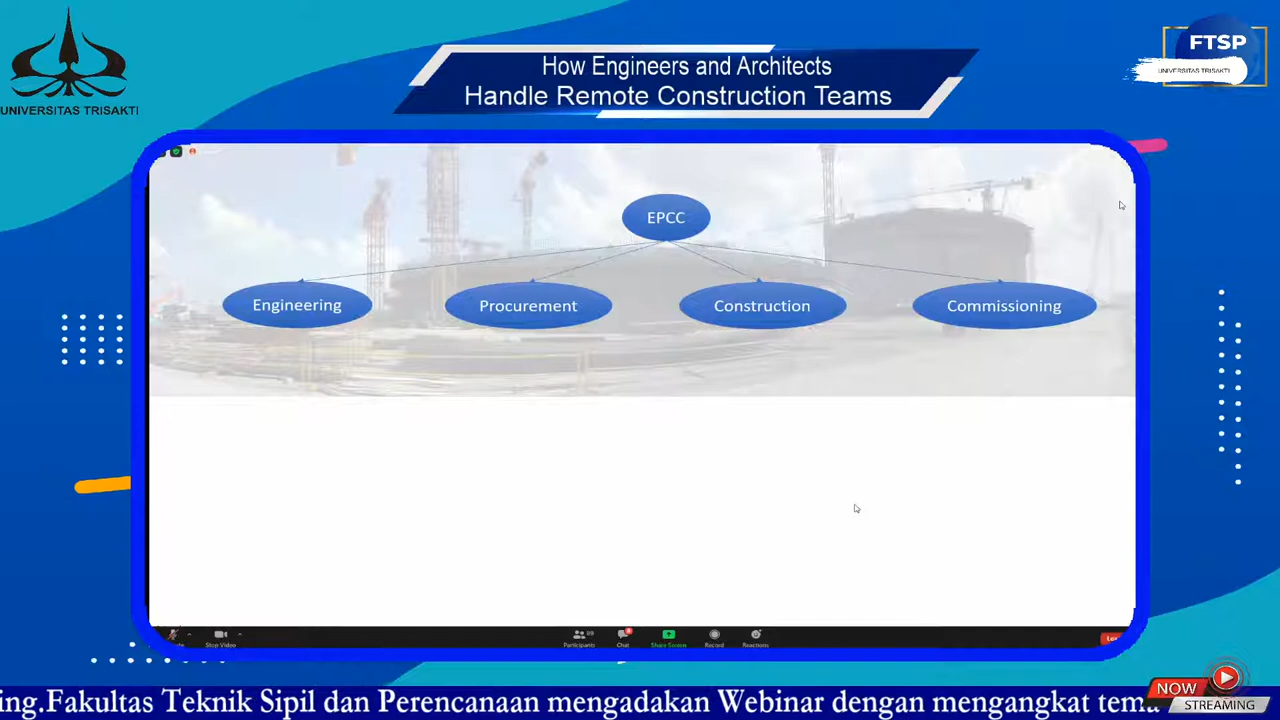 UNIVERSITAS TRISAKTI
How Engineers and Architects
Handle Remote Construction Teams
FTSP
UNIVERSITAS TRISAKTI
EPCC
Engineering
Procurement
Construction
Commissioning
Stop Video
Participants
Chat
Share Screen
Record
Reactions
ing.Fakultas Teknik Sipil dan Perencanaan mengadakan Webinar dengan mengangkat tema
NOW
STREAMING